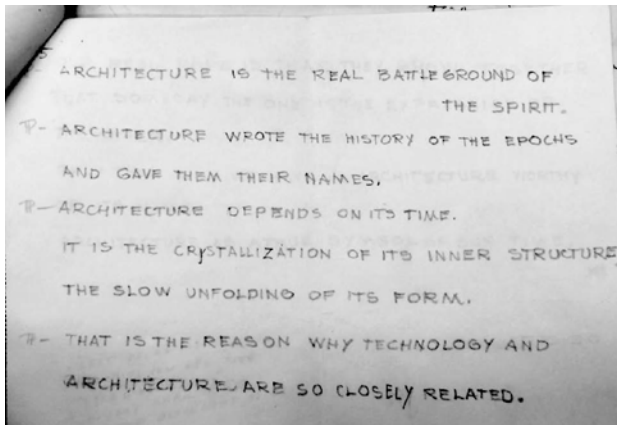 ARCHITECTURE IS THE REAL BATTLEGROUND OF
THE SPIRIT.
P- ARCHITECTURE WROTE THE HISTORY OF THE EPOCHS
AND GAVE THEM THEIR NAMES.
P- ARCHITECTURE DEPENDS ON ITS TIME.
IT IS THE CRYSTALLIZATION OF ITS INNER STRUCTURE
THE SLOW UNFOLDING OF ITS FORM.
P- THAT IS THE REASON WHY TECHNOLOGY AND
ARCHITECTURE ARE SO CLOSELY RELATED.